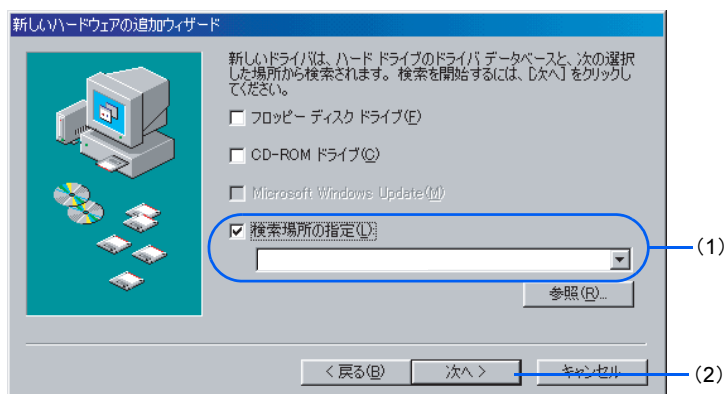 新しいハードウェアの追加ウィザード
新しいドライバは、ハード ドライブのドライバ データベースと、次の選択
した場所から検索されます。検索を開始するには、[次へ] をクリックし
てください。
フロッピー ディスク ドライブ(F)
CD-ROM ドライブ(C)
Microsoft Windows Update(M)
検索場所の指定(L):
(1)
参照(R)...
< 戻る(B)
次へ >
キャンセル
(2)